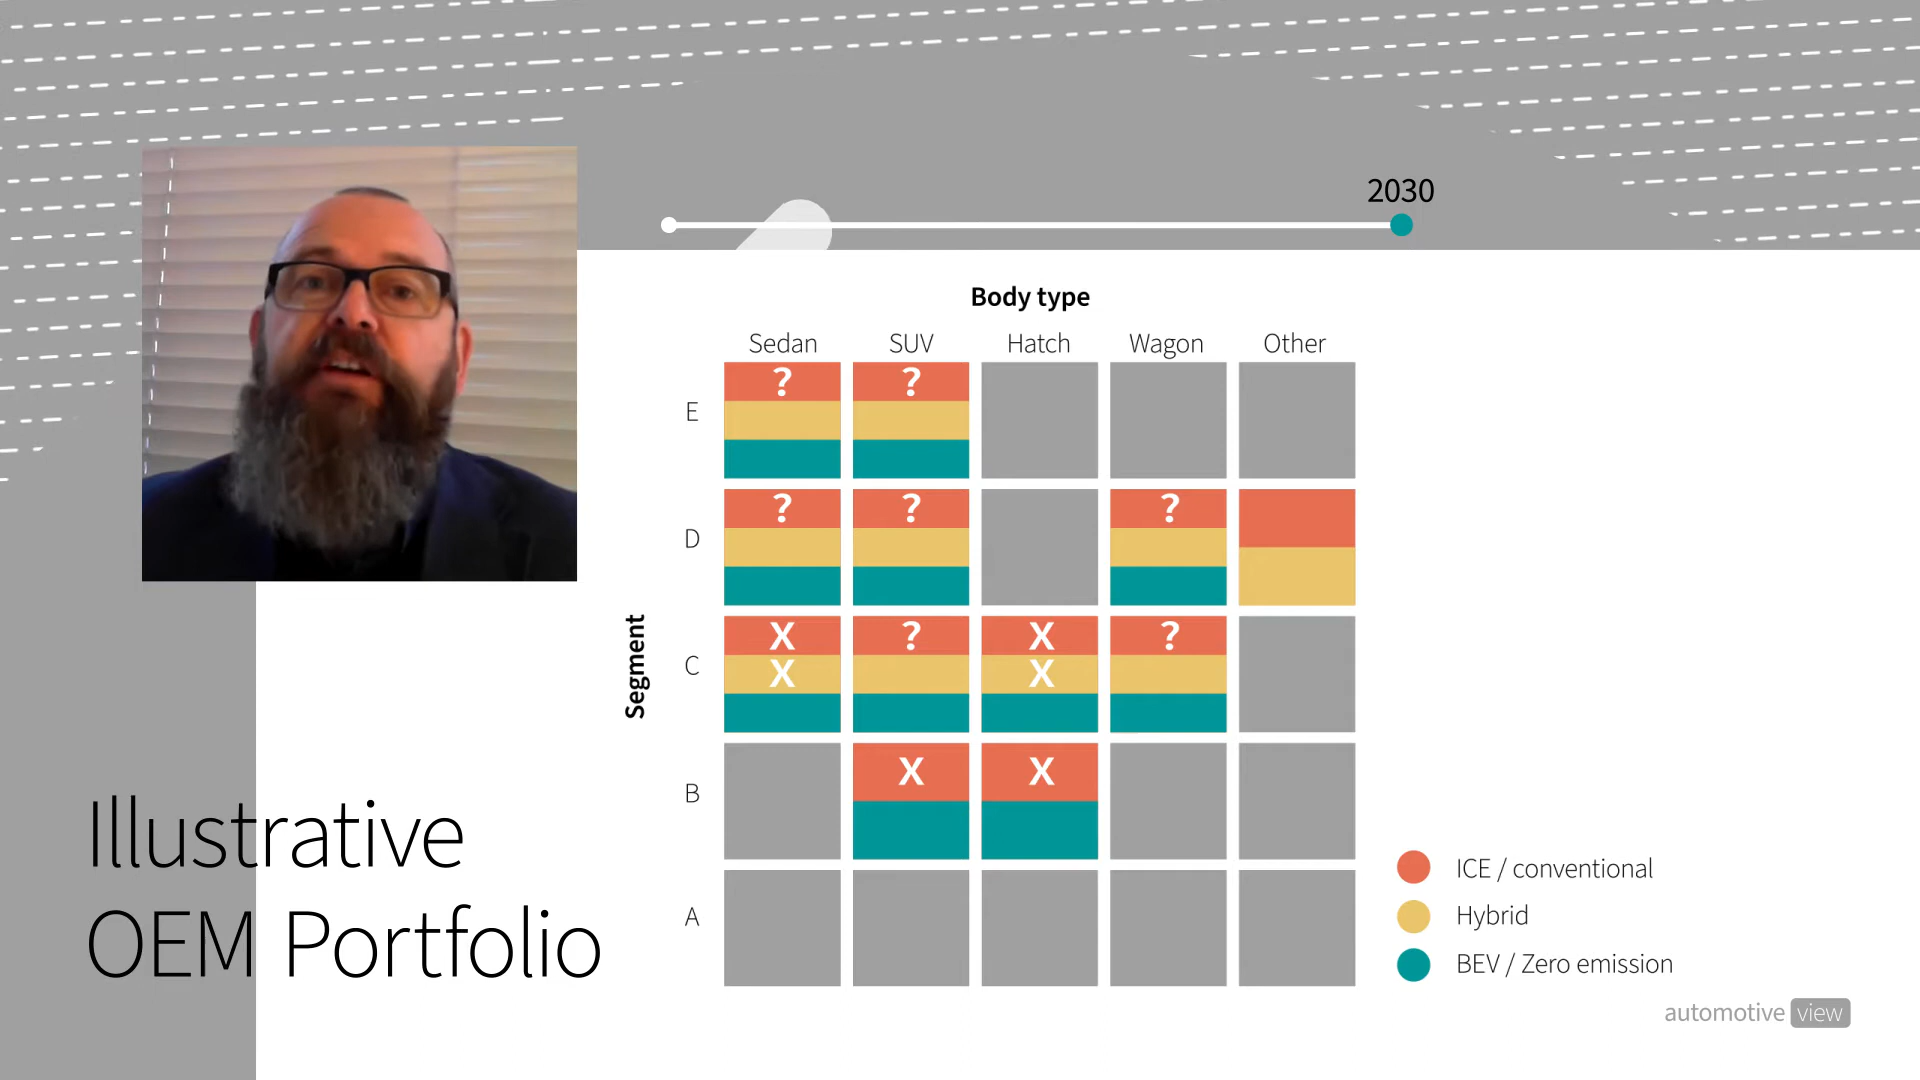 2030
Body type
Sedan SUV Hatch Wagon Other
? ?
E
? ? ?
D
X ? X ?
X X
C
Segment
X X
B
A
Illustrative
OEM Portfolio
ICE / conventional
Hybrid
BEV / Zero emission
automotive view